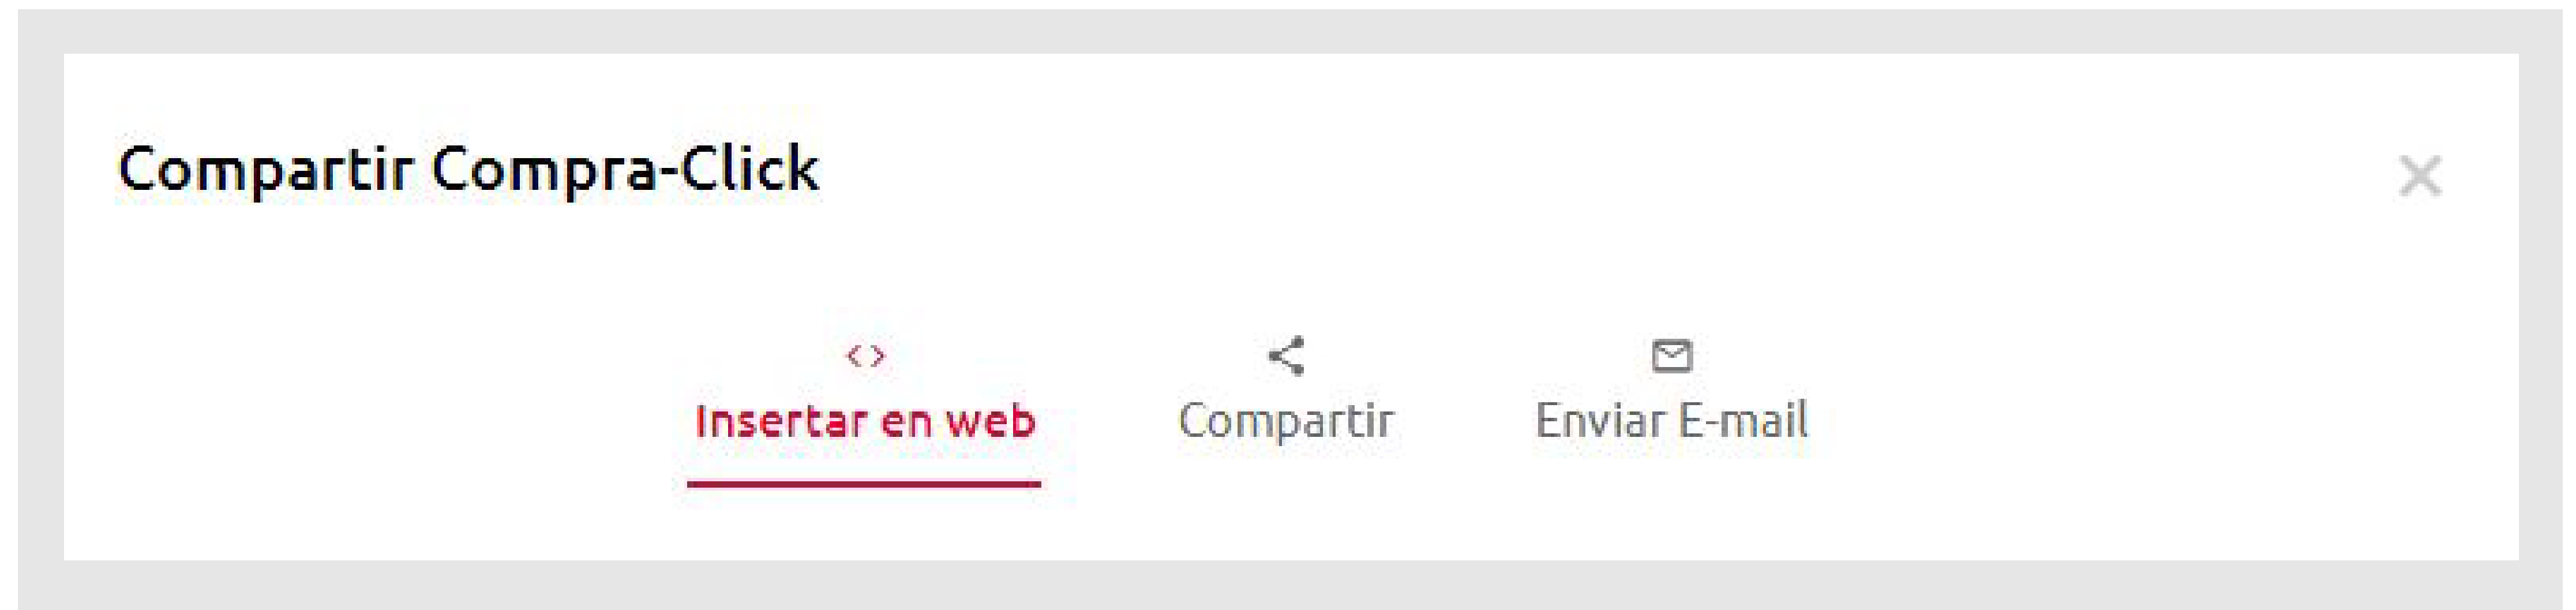 Compartir Compra-Click
Insertar en web
Compartir
Enviar E-mail